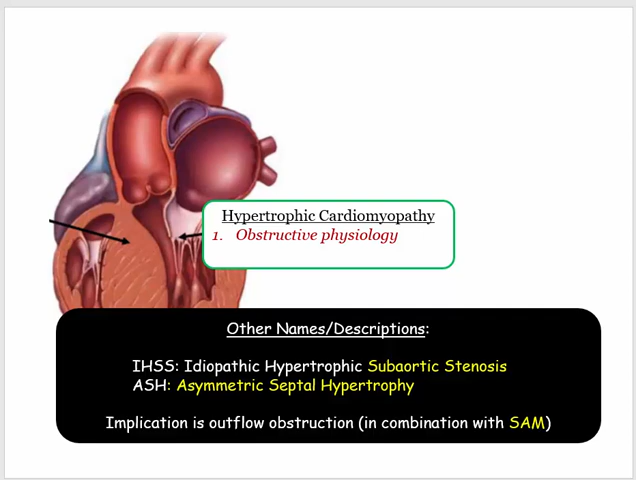 Hypertrophic Cardiomyopathy
1. Obstructive physiology
Other Names/Descriptions:
IHSS: Idiopathic Hypertrophic Subaortic Stenosis
ASH: Asymmetric Septal Hypertrophy
Implication is outflow obstruction (in combination with SAM)